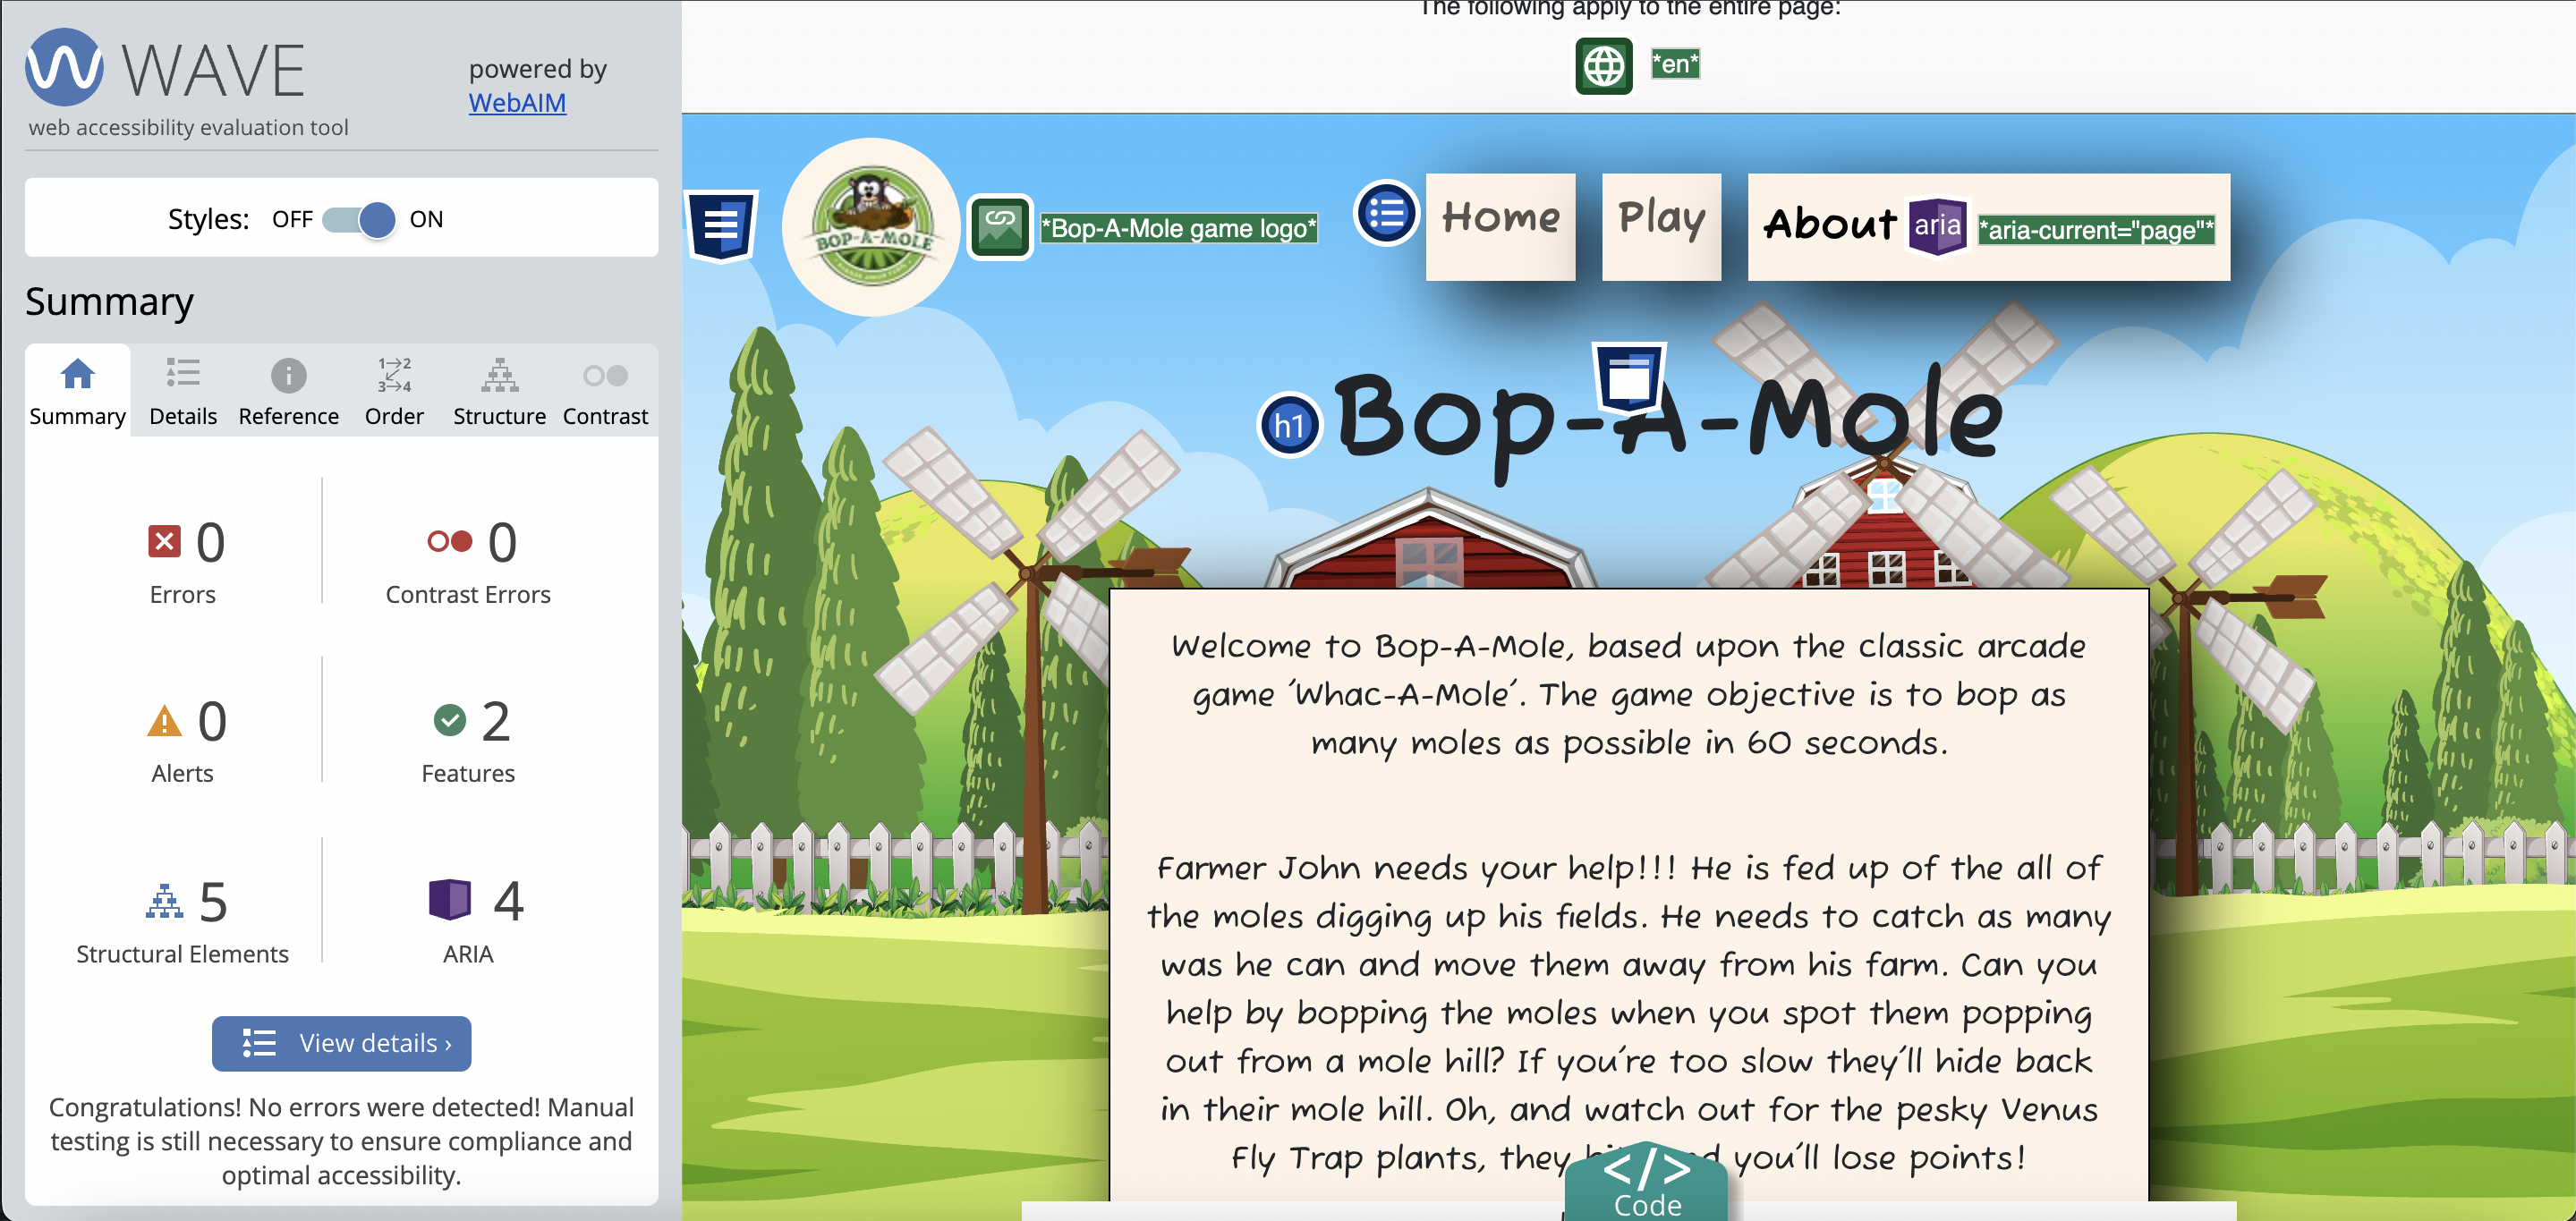 WAVE
powered by
WebAIM
web accessibility evaluation tool
Styles: OFF ON
Summary
Summary Details Reference Order Structure Contrast
1→2
3→4
0
Errors
0
Contrast Errors
0
Alerts
2
Features
5
Structural Elements
4
ARIA
View details ›
Congratulations! No errors were detected! Manual
testing is still necessary to ensure compliance and
optimal accessibility.
The following apply to the entire page:
*en*
BOP-A-MOLE
*Bop-A-Mole game logo*
Home
Play
About
aria
*aria-current="page"*
h1
Bop-A-Mole
Welcome to Bop-A-Mole, based upon the classic arcade
game 'Whac-A-Mole'. The game objective is to bop as
many moles as possible in 60 seconds.
Farmer John needs your help!!! He is fed up of the all of
the moles digging up his fields. He needs to catch as many
was he can and move them away from his farm. Can you
help by bopping the moles when you spot them popping
out from a mole hill? If you're too slow they'll hide back
in their mole hill. Oh, and watch out for the pesky Venus
Fly Trap plants, they you'll lose points!
</>
Code